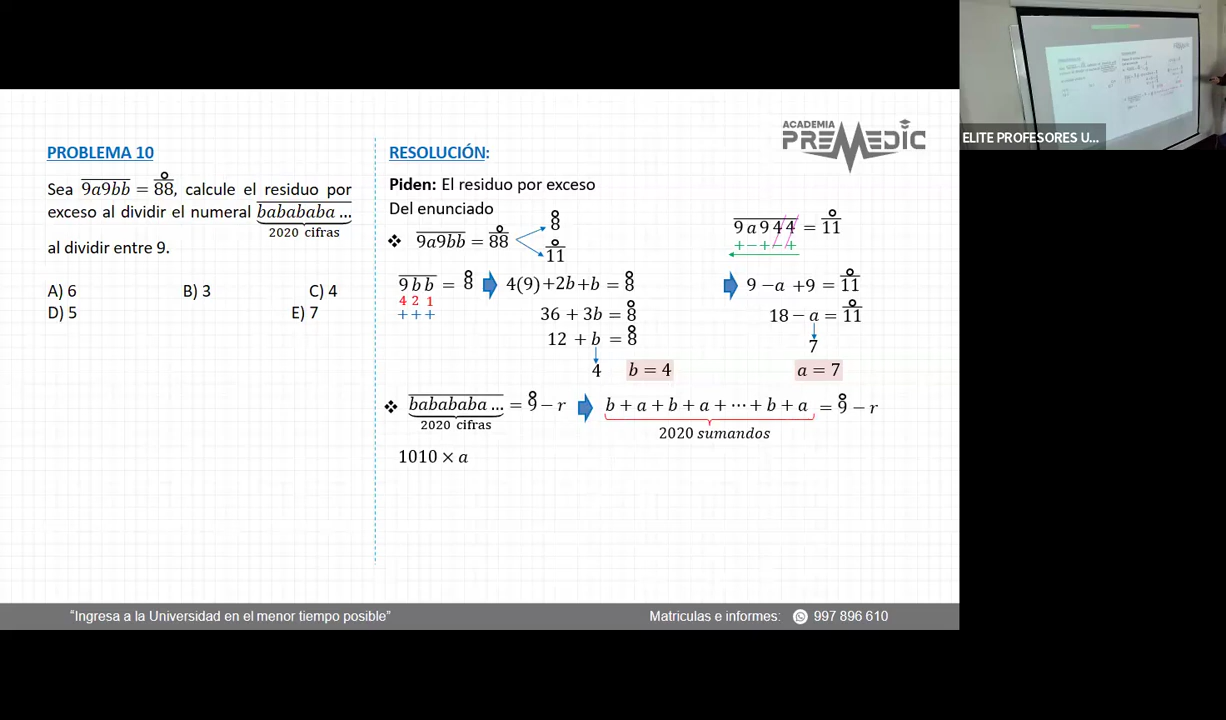 PROBLEMA 10
Sea 9a9bb = 88, calcule el residuo por
exceso al dividir el numeral babababa ...
2020 cifras
al dividir entre 9.
A) 6 B) 3 C) 4
D) 5 E) 7
RESOLUCIÓN:
ACADEMIA
PREMEDIC
Piden: El residuo por exceso
Del enunciado
❖ 9a9bb = 88
8
11
9bb = 8
4 2 1
+ + +
4(9)+2b+b = 8
36 + 3b = 8
12 + b = 8
4 b = 4
9a944 = 11
+ − + − +
9 −a +9 = 11
18 − a = 11
7
a = 7
❖ babababa ... = 9 − r
2020 cifras
b + a + b + a + ⋯ + b + a = 9 − r
2020 sumandos
1010 × a
"Ingresa a la Universidad en el menor tiempo posible"
Matriculas e informes: 997 896 610
ELITE PROFESORES U...